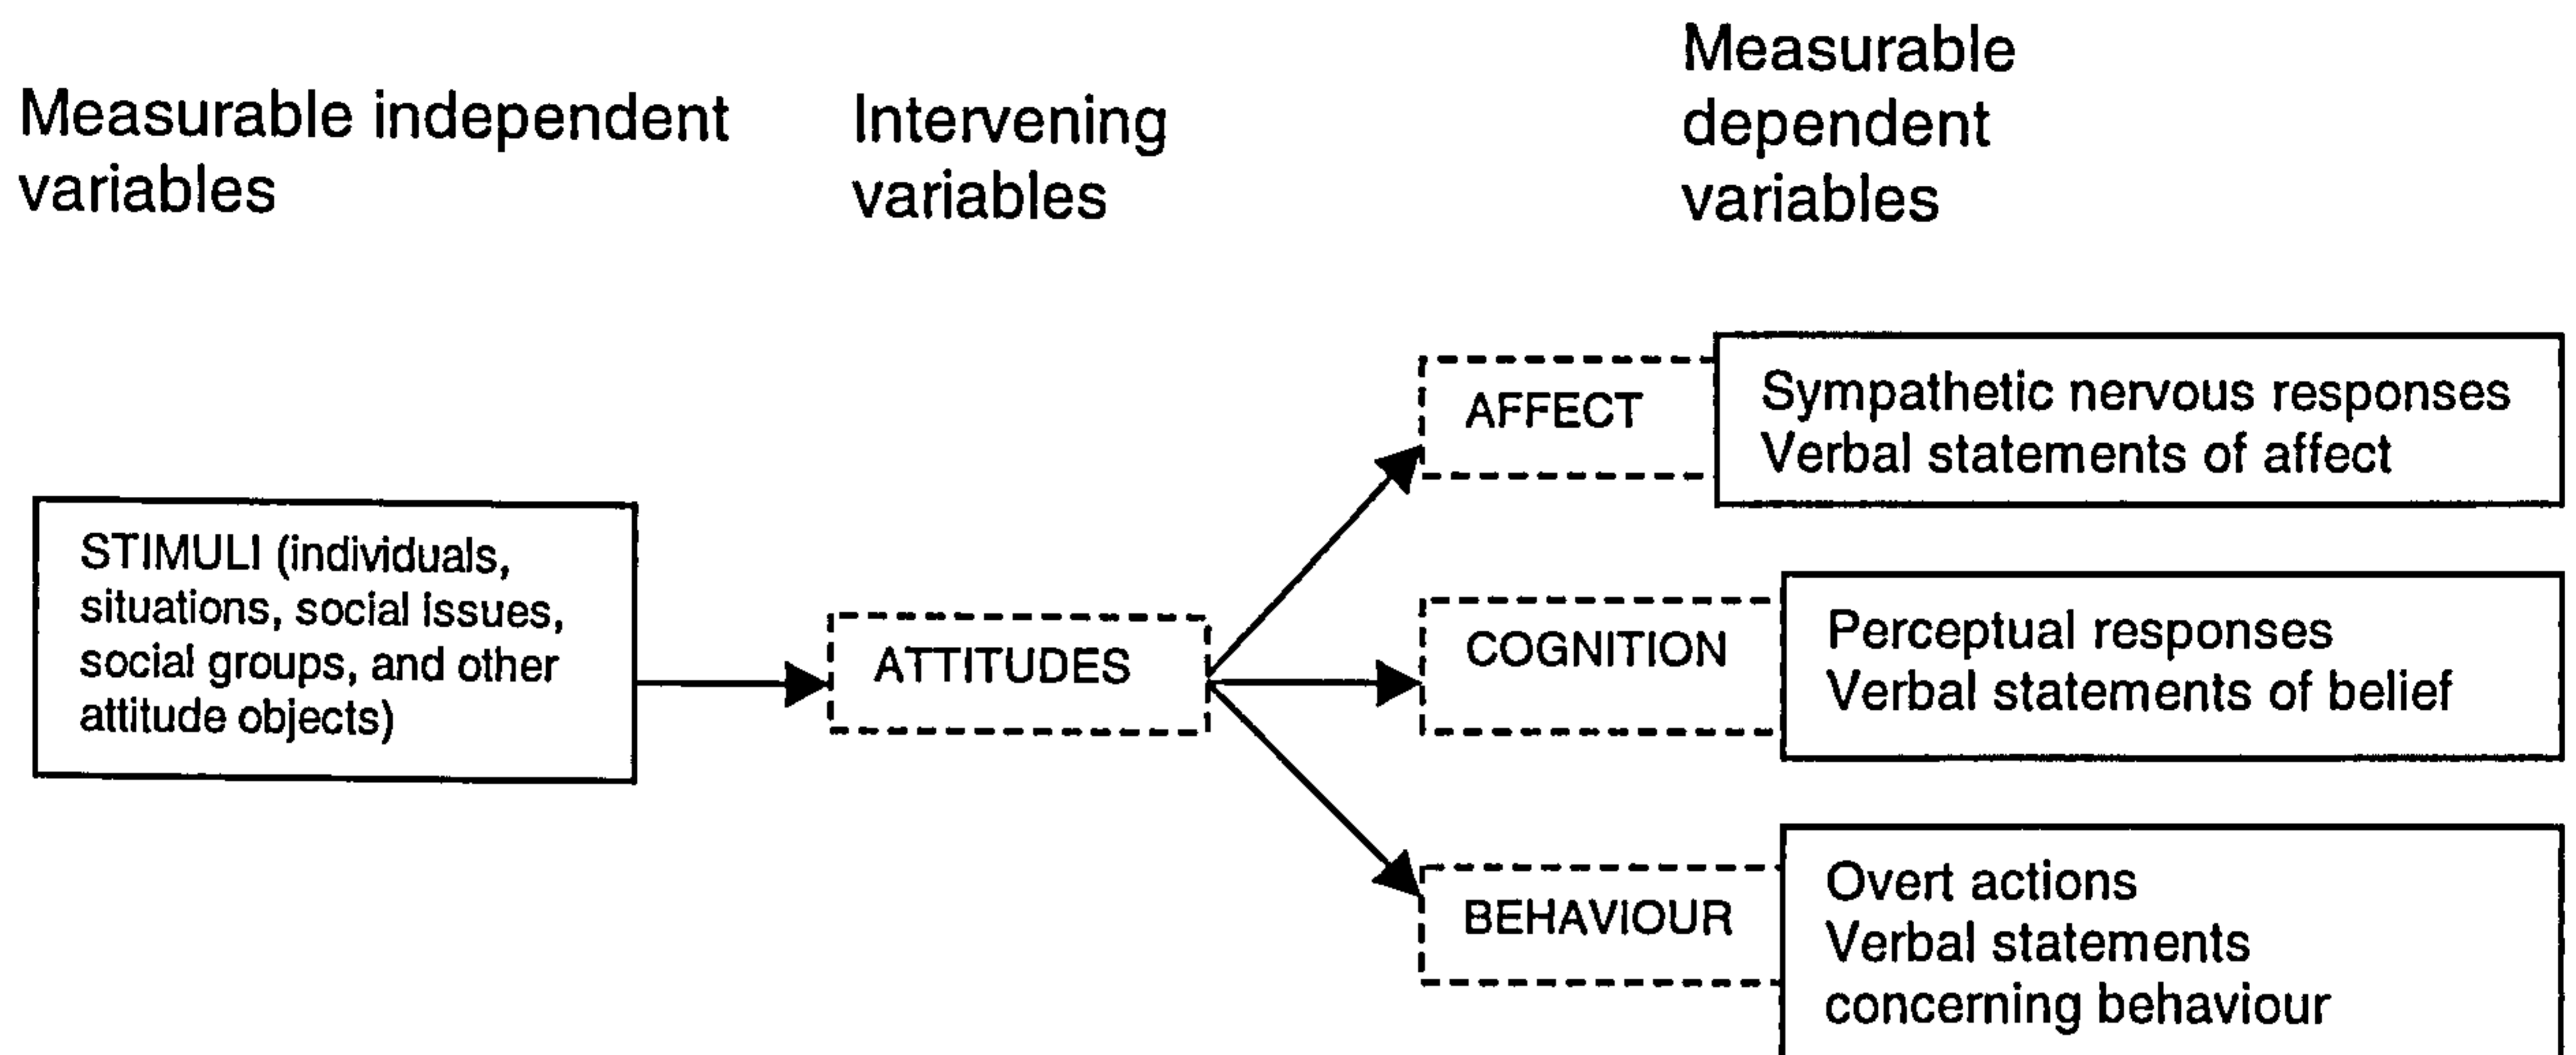 Measurable independent
variables
Intervening
variables
Measurable
dependent
variables
STIMULI (individuals,
situations, social issues,
social groups, and other
attitude objects)
ATTITUDES
AFFECT
Sympathetic nervous responses
Verbal statements of affect
COGNITION
Perceptual responses
Verbal statements of belief
BEHAVIOUR
Overt actions
Verbal statements
concerning behaviour